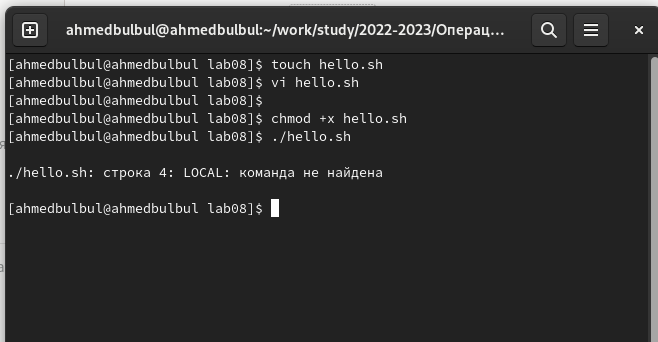 ahmedbulbul@ahmedbulbul:~/work/study/2022-2023/Операц...
[ahmedbulbul@ahmedbulbul lab08]$ touch hello.sh
[ahmedbulbul@ahmedbulbul lab08]$ vi hello.sh
[ahmedbulbul@ahmedbulbul lab08]$
[ahmedbulbul@ahmedbulbul lab08]$ chmod +x hello.sh
[ahmedbulbul@ahmedbulbul lab08]$ ./hello.sh
./hello.sh: строка 4: LOCAL: команда не найдена
[ahmedbulbul@ahmedbulbul lab08]$